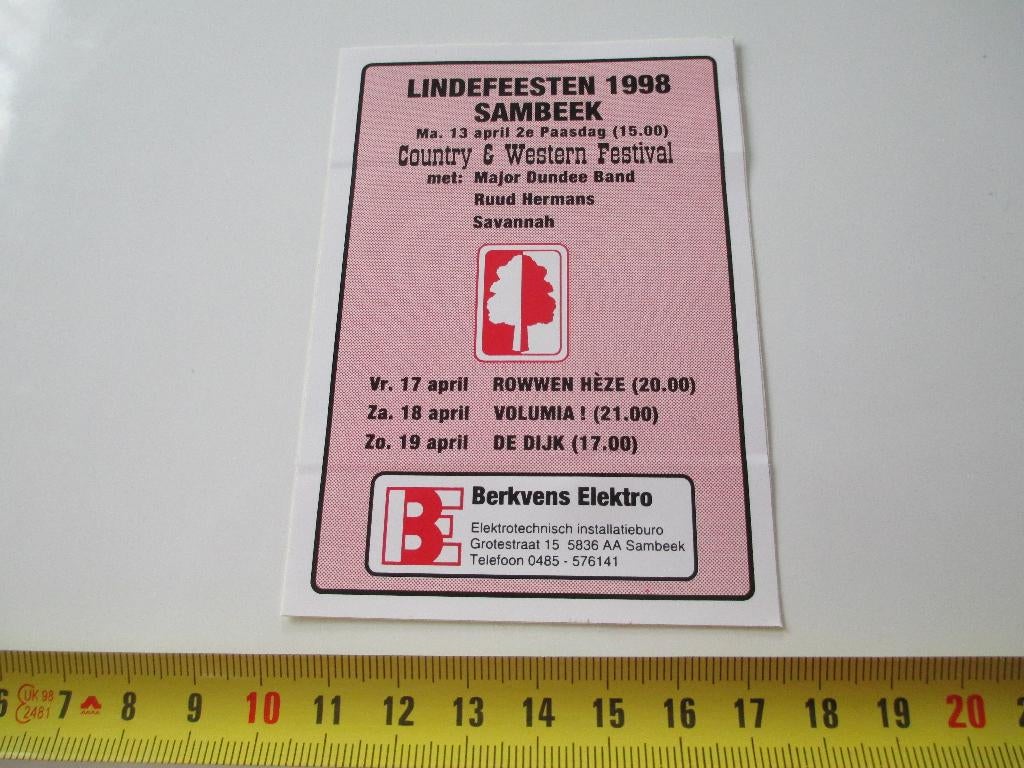 LINDEFEESTEN 1998
SAMBEEK
Ma. 13 april 2e Paasdag (15.00)
Country & Western Festival
met: Major Dundee Band
Ruud Hermans
Savannah
Vr. 17 april ROWWEN HÈZE (20.00)
Za. 18 april VOLUMIA ! (21.00)
Zo. 19 april DE DIJK (17.00)
BE
Berkvens Elektro
Elektrotechnisch installatieburo
Grotestraat 15 5836 AA Sambeek
Telefoon 0485 - 576141
6 UK 98 2481 7 8 9 10 11 12 13 14 15 16 17 18 19 20 2